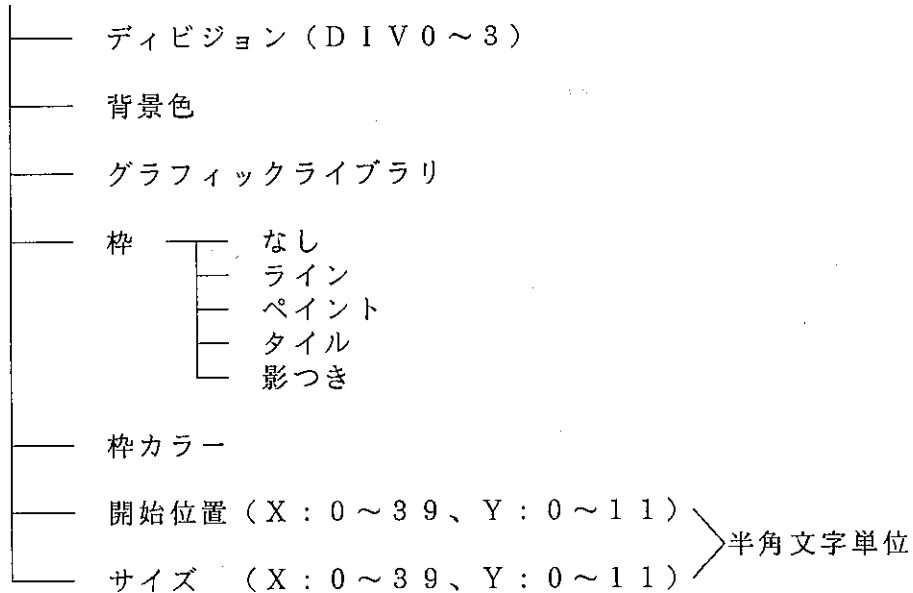 ディビジョン(DIV0~3)
背景色
グラフィックライブラリ
枠 なし
ライン
ペイント
タイル
影つき
枠カラー
開始位置(X:0~39、Y:0~11)
半角文字単位
サイズ (X:0~39、Y:0~11)